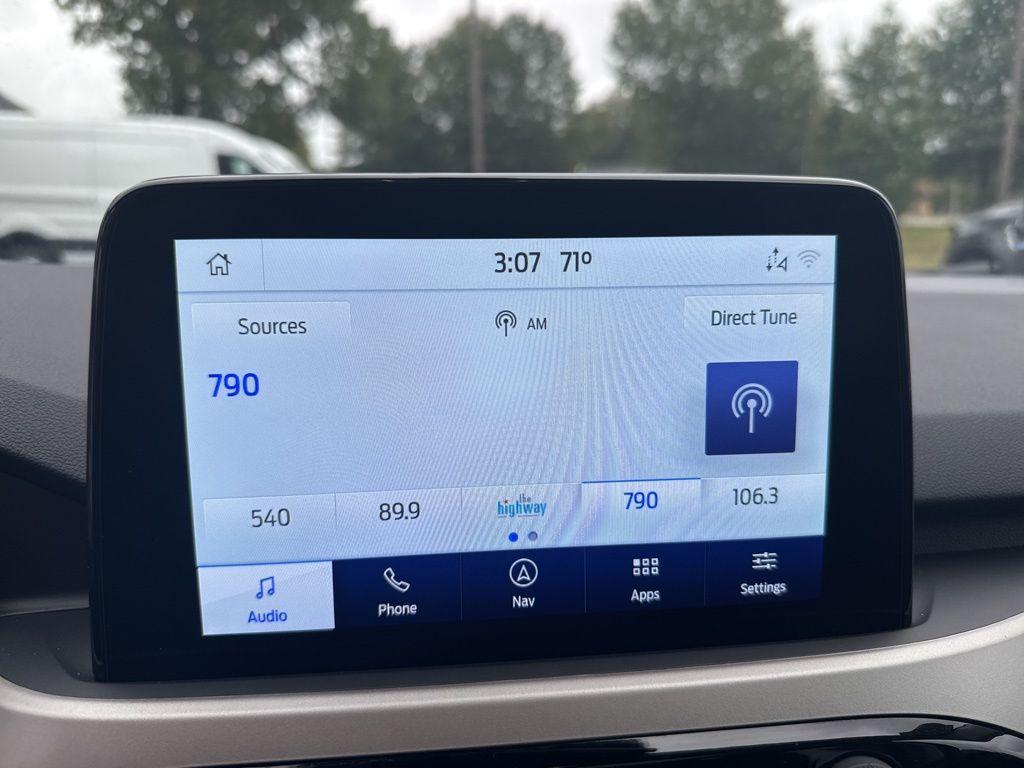 3:07 71°
Sources
AM
Direct Tune
790
540
89.9
the
highway
790
106.3
Audio
Phone
Nav
Apps
Settings